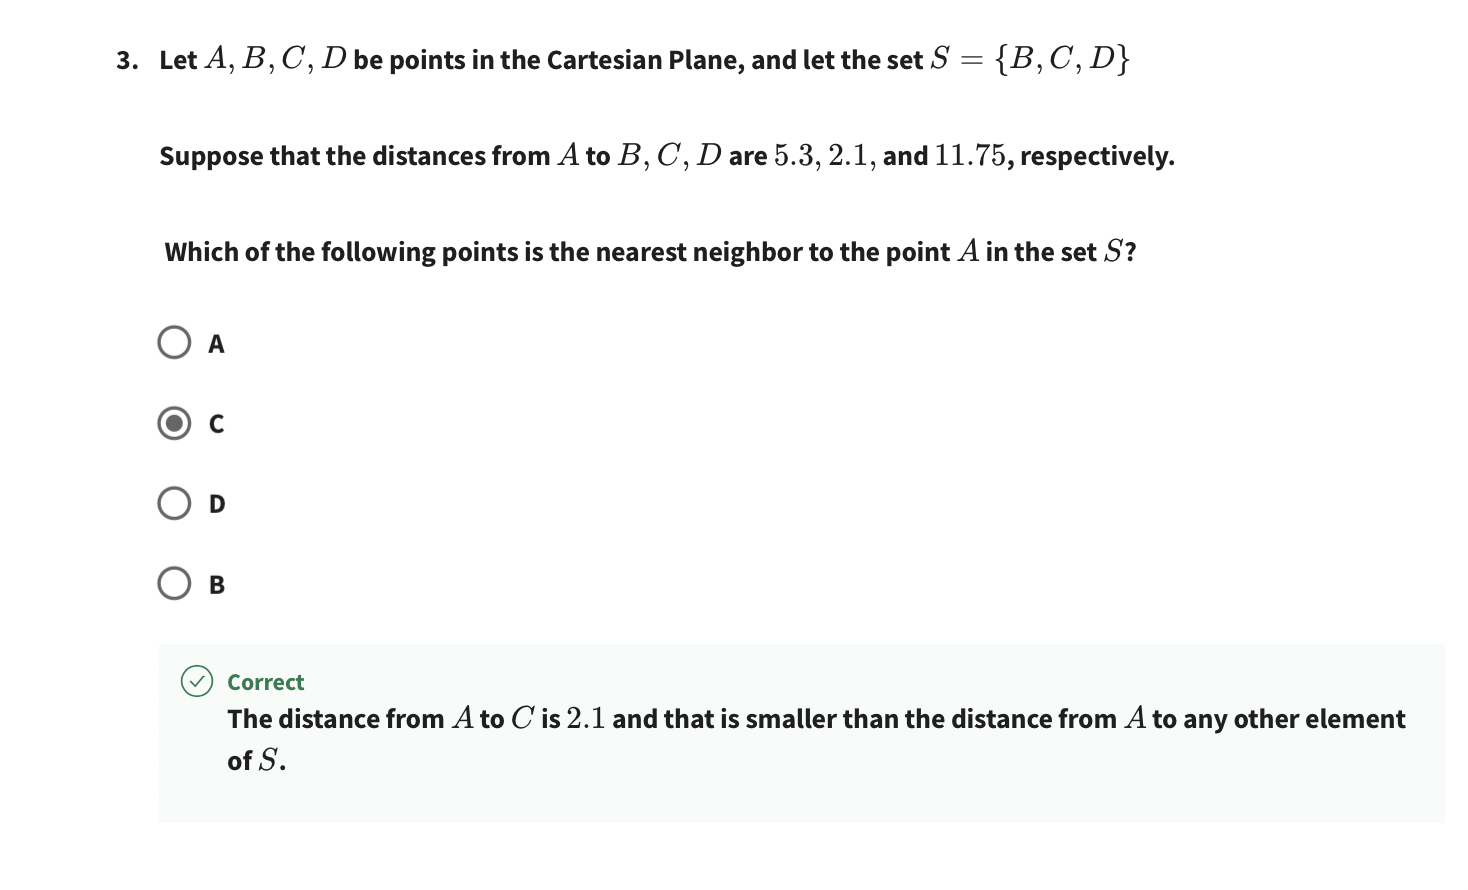 3. Let A, B, C, D be points in the Cartesian Plane, and let the set S = {B, C, D}
Suppose that the distances from A to B, C, D are 5.3, 2.1, and 11.75, respectively.
Which of the following points is the nearest neighbor to the point A in the set S?
A
C
D
B
Correct
The distance from A to C is 2.1 and that is smaller than the distance from A to any other element
of S.